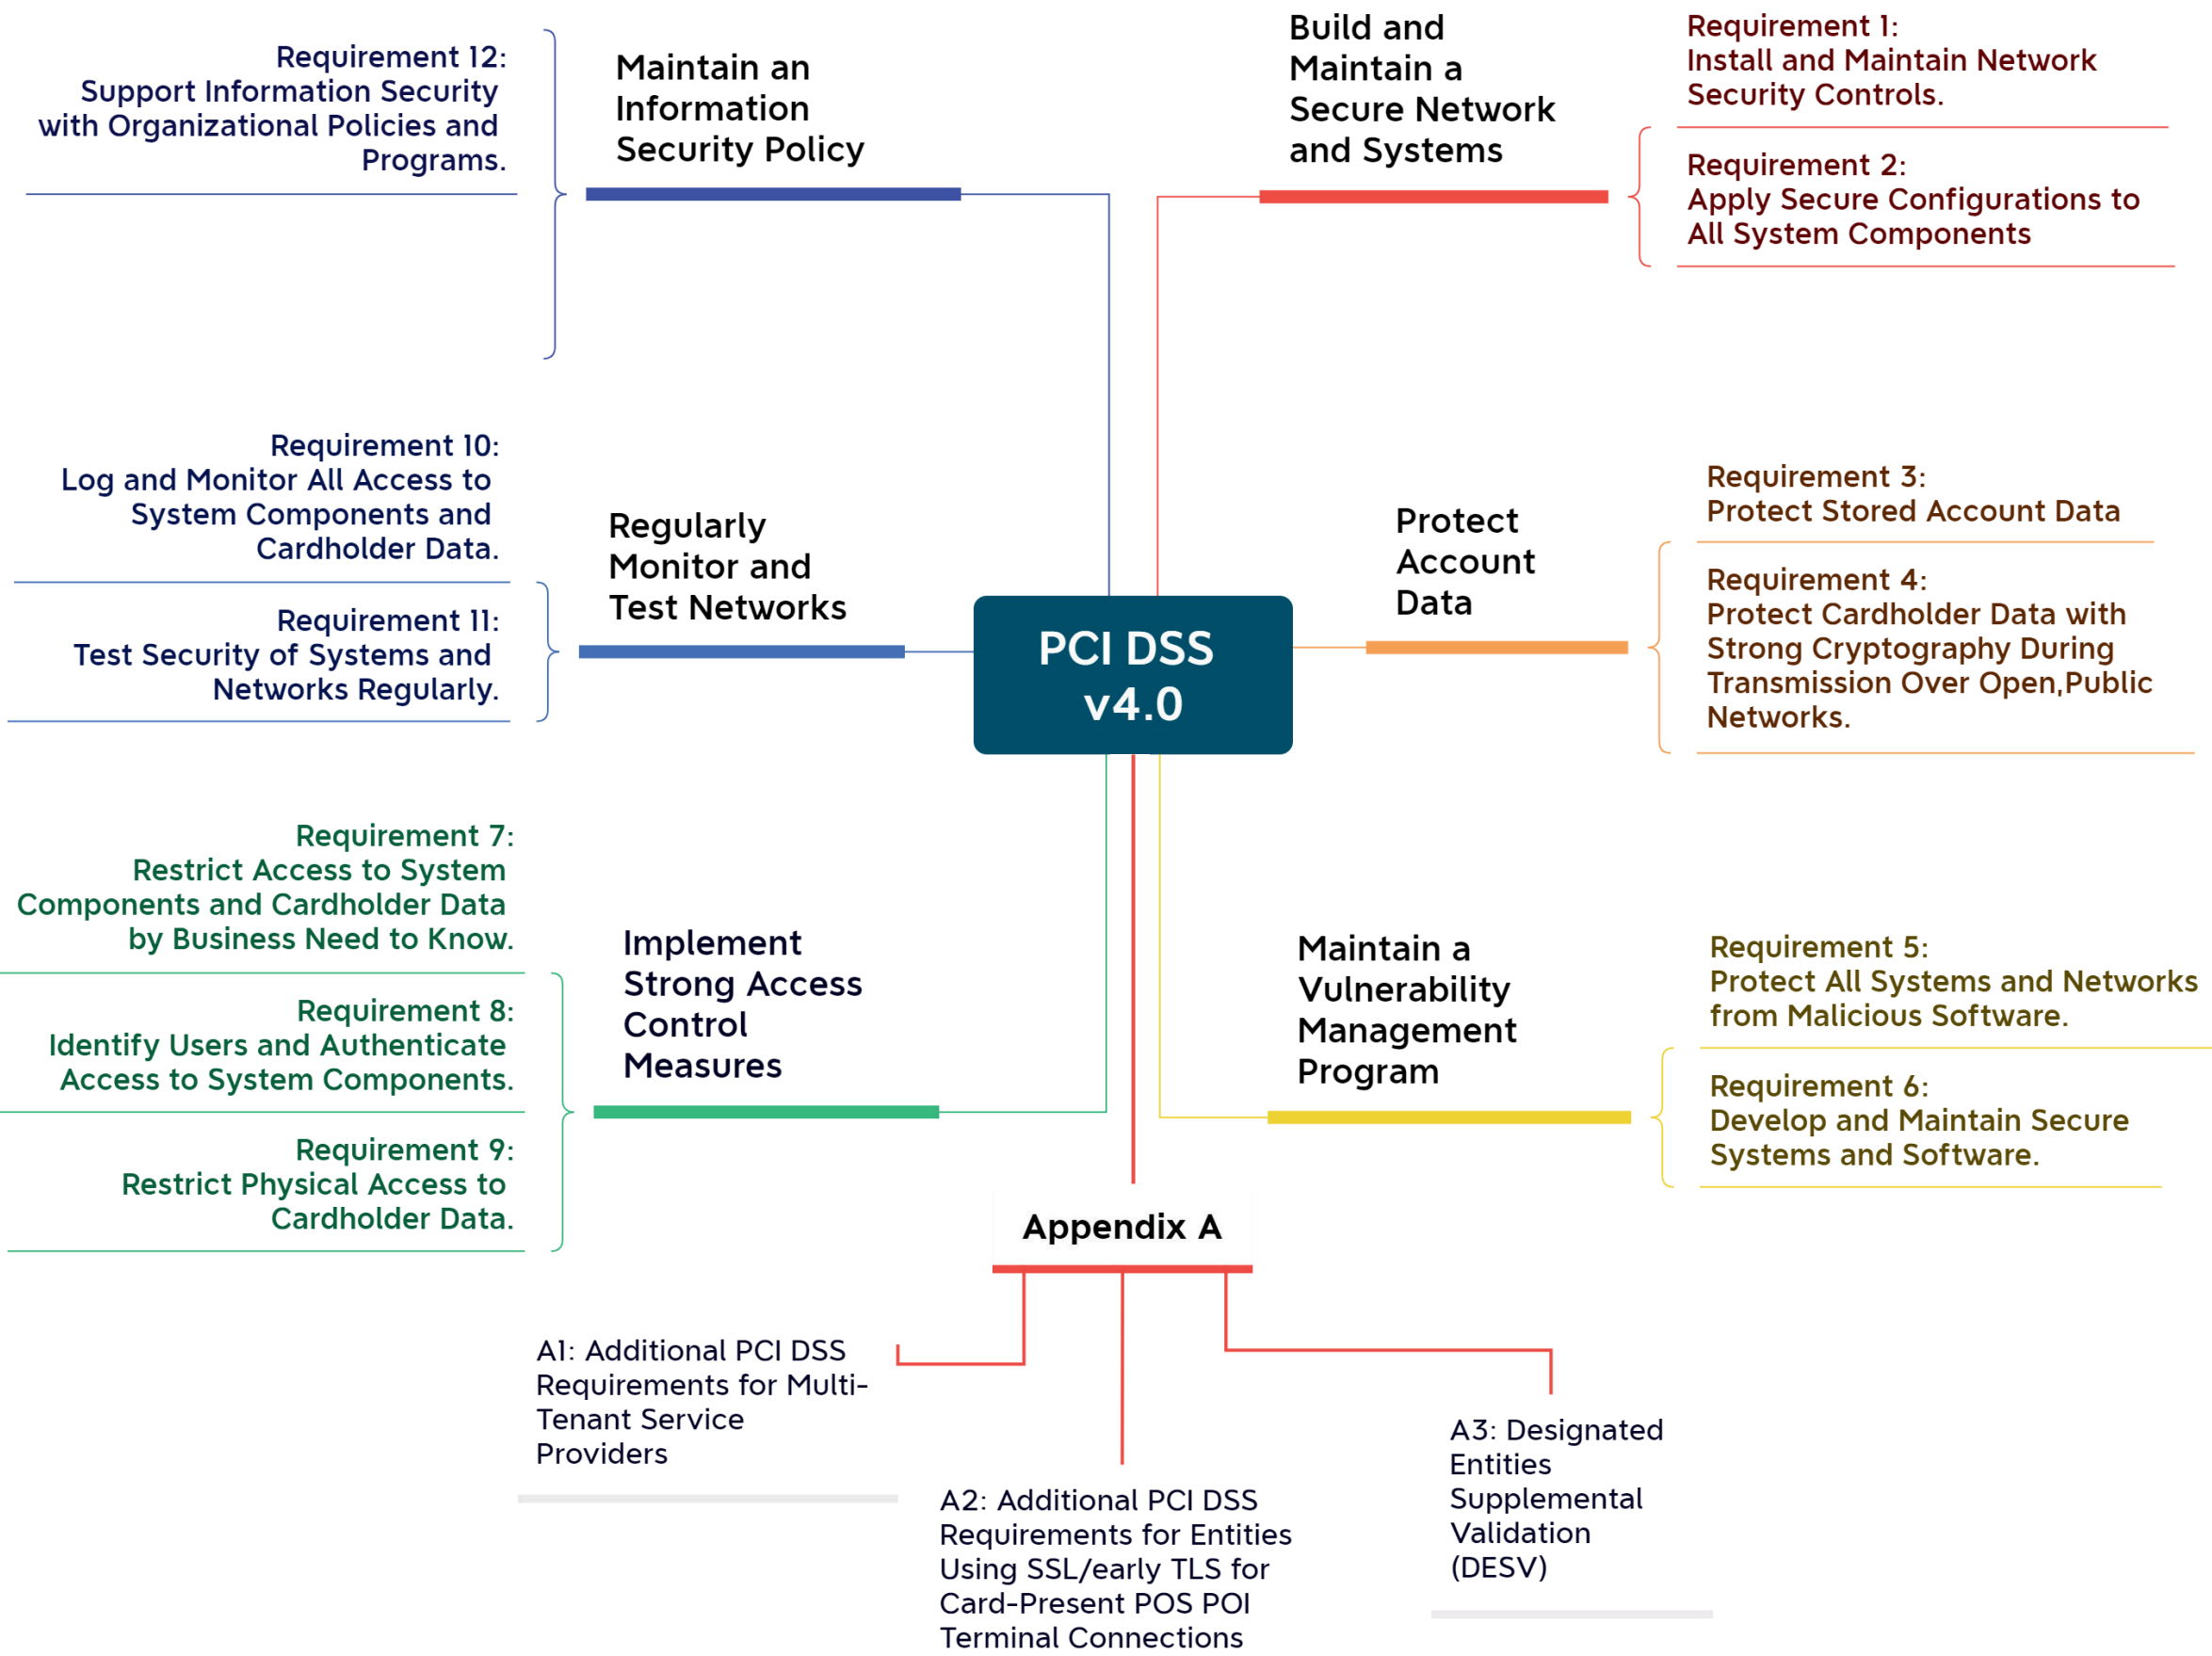 PCI DSS
v4.0
Build and
Maintain a
Secure Network
and Systems
Requirement 1:
Install and Maintain Network
Security Controls.
Requirement 2:
Apply Secure Configurations to
All System Components
Protect
Account
Data
Requirement 3:
Protect Stored Account Data
Requirement 4:
Protect Cardholder Data with
Strong Cryptography During
Transmission Over Open,Public
Networks.
Maintain a
Vulnerability
Management
Program
Requirement 5:
Protect All Systems and Networks
from Malicious Software.
Requirement 6:
Develop and Maintain Secure
Systems and Software.
Implement
Strong Access
Control
Measures
Requirement 7:
Restrict Access to System
Components and Cardholder Data
by Business Need to Know.
Requirement 8:
Identify Users and Authenticate
Access to System Components.
Requirement 9:
Restrict Physical Access to
Cardholder Data.
Regularly
Monitor and
Test Networks
Requirement 10:
Log and Monitor All Access to
System Components and
Cardholder Data.
Requirement 11:
Test Security of Systems and
Networks Regularly.
Maintain an
Information
Security Policy
Requirement 12:
Support Information Security
with Organizational Policies and
Programs.
Appendix A
A1: Additional PCI DSS
Requirements for Multi-
Tenant Service
Providers
A2: Additional PCI DSS
Requirements for Entities
Using SSL/early TLS for
Card-Present POS POI
Terminal Connections
A3: Designated
Entities
Supplemental
Validation
(DESV)